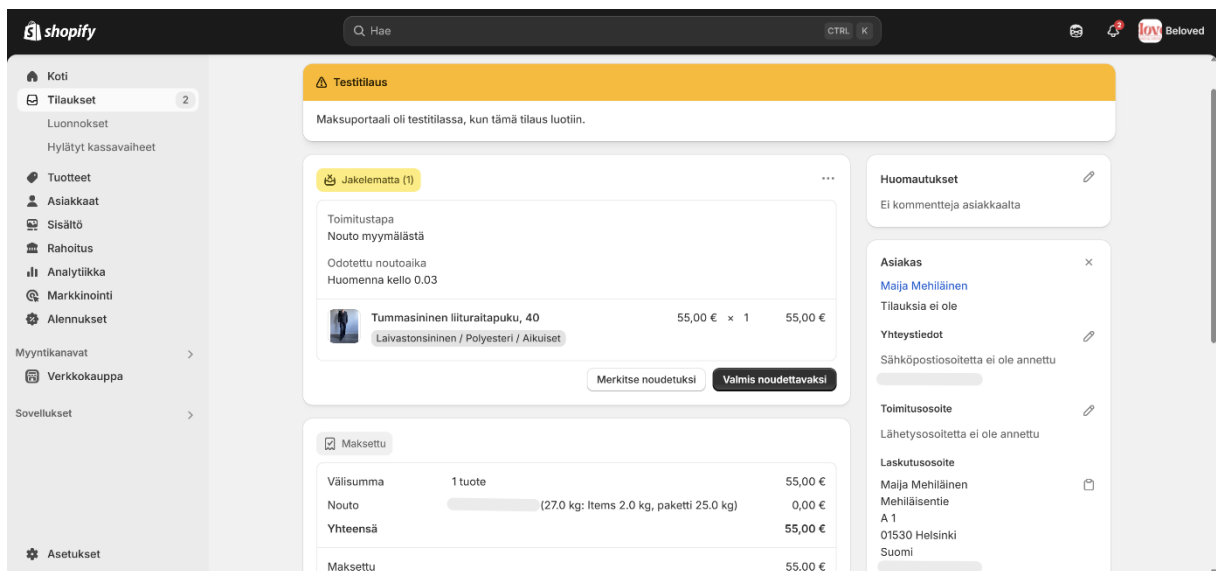 shopify
Hae
CTRL K
2
love
Beloved
Koti
Tilaukset 2
Luonnokset
Hylätyt kassavaiheet
Tuotteet
Asiakkaat
Sisältö
Rahoitus
Analytiikka
Markkinointi
Alennukset
Myyntikanavat
Verkkokauppa
Sovellukset
Asetukset
Testitilaus
Maksuportaali oli testitilassa, kun tämä tilaus luotiin.
Jakelematta (1)
Toimitustapa
Nouto myymälästä
Odotettu noutoaika
Huomenna kello 0.03
Tummasininen liituraitapuku, 40 55,00 € × 1 55,00 €
Laivastonsininen / Polyesteri / Aikuiset
Merkitse noudetuksi Valmis noudettavaksi
Maksettu
Välisumma 1 tuote 55,00 €
Nouto (27.0 kg: Items 2.0 kg, paketti 25.0 kg) 0,00 €
Yhteensä 55,00 €
Maksettu 55,00 €
Huomautukset
Ei kommentteja asiakkaalta
Asiakas
Maija Mehiläinen
Tilauksia ei ole
Yhteystiedot
Sähköpostiosoitetta ei ole annettu
Toimitusosoite
Lähetysosoitetta ei ole annettu
Laskutusosoite
Maija Mehiläinen
Mehiläisentie
A 1
01530 Helsinki
Suomi